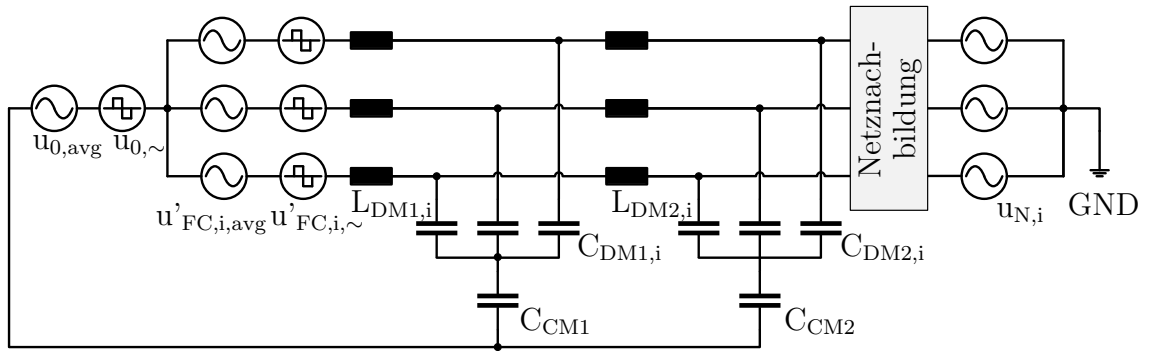 Netznach-
bildung
u0,avg
u0,~
u'FC,i,avg
u'FC,i,~
LDM1,i
LDM2,i
uN,i
GND
CDM1,i
CDM2,i
CCM1
CCM2